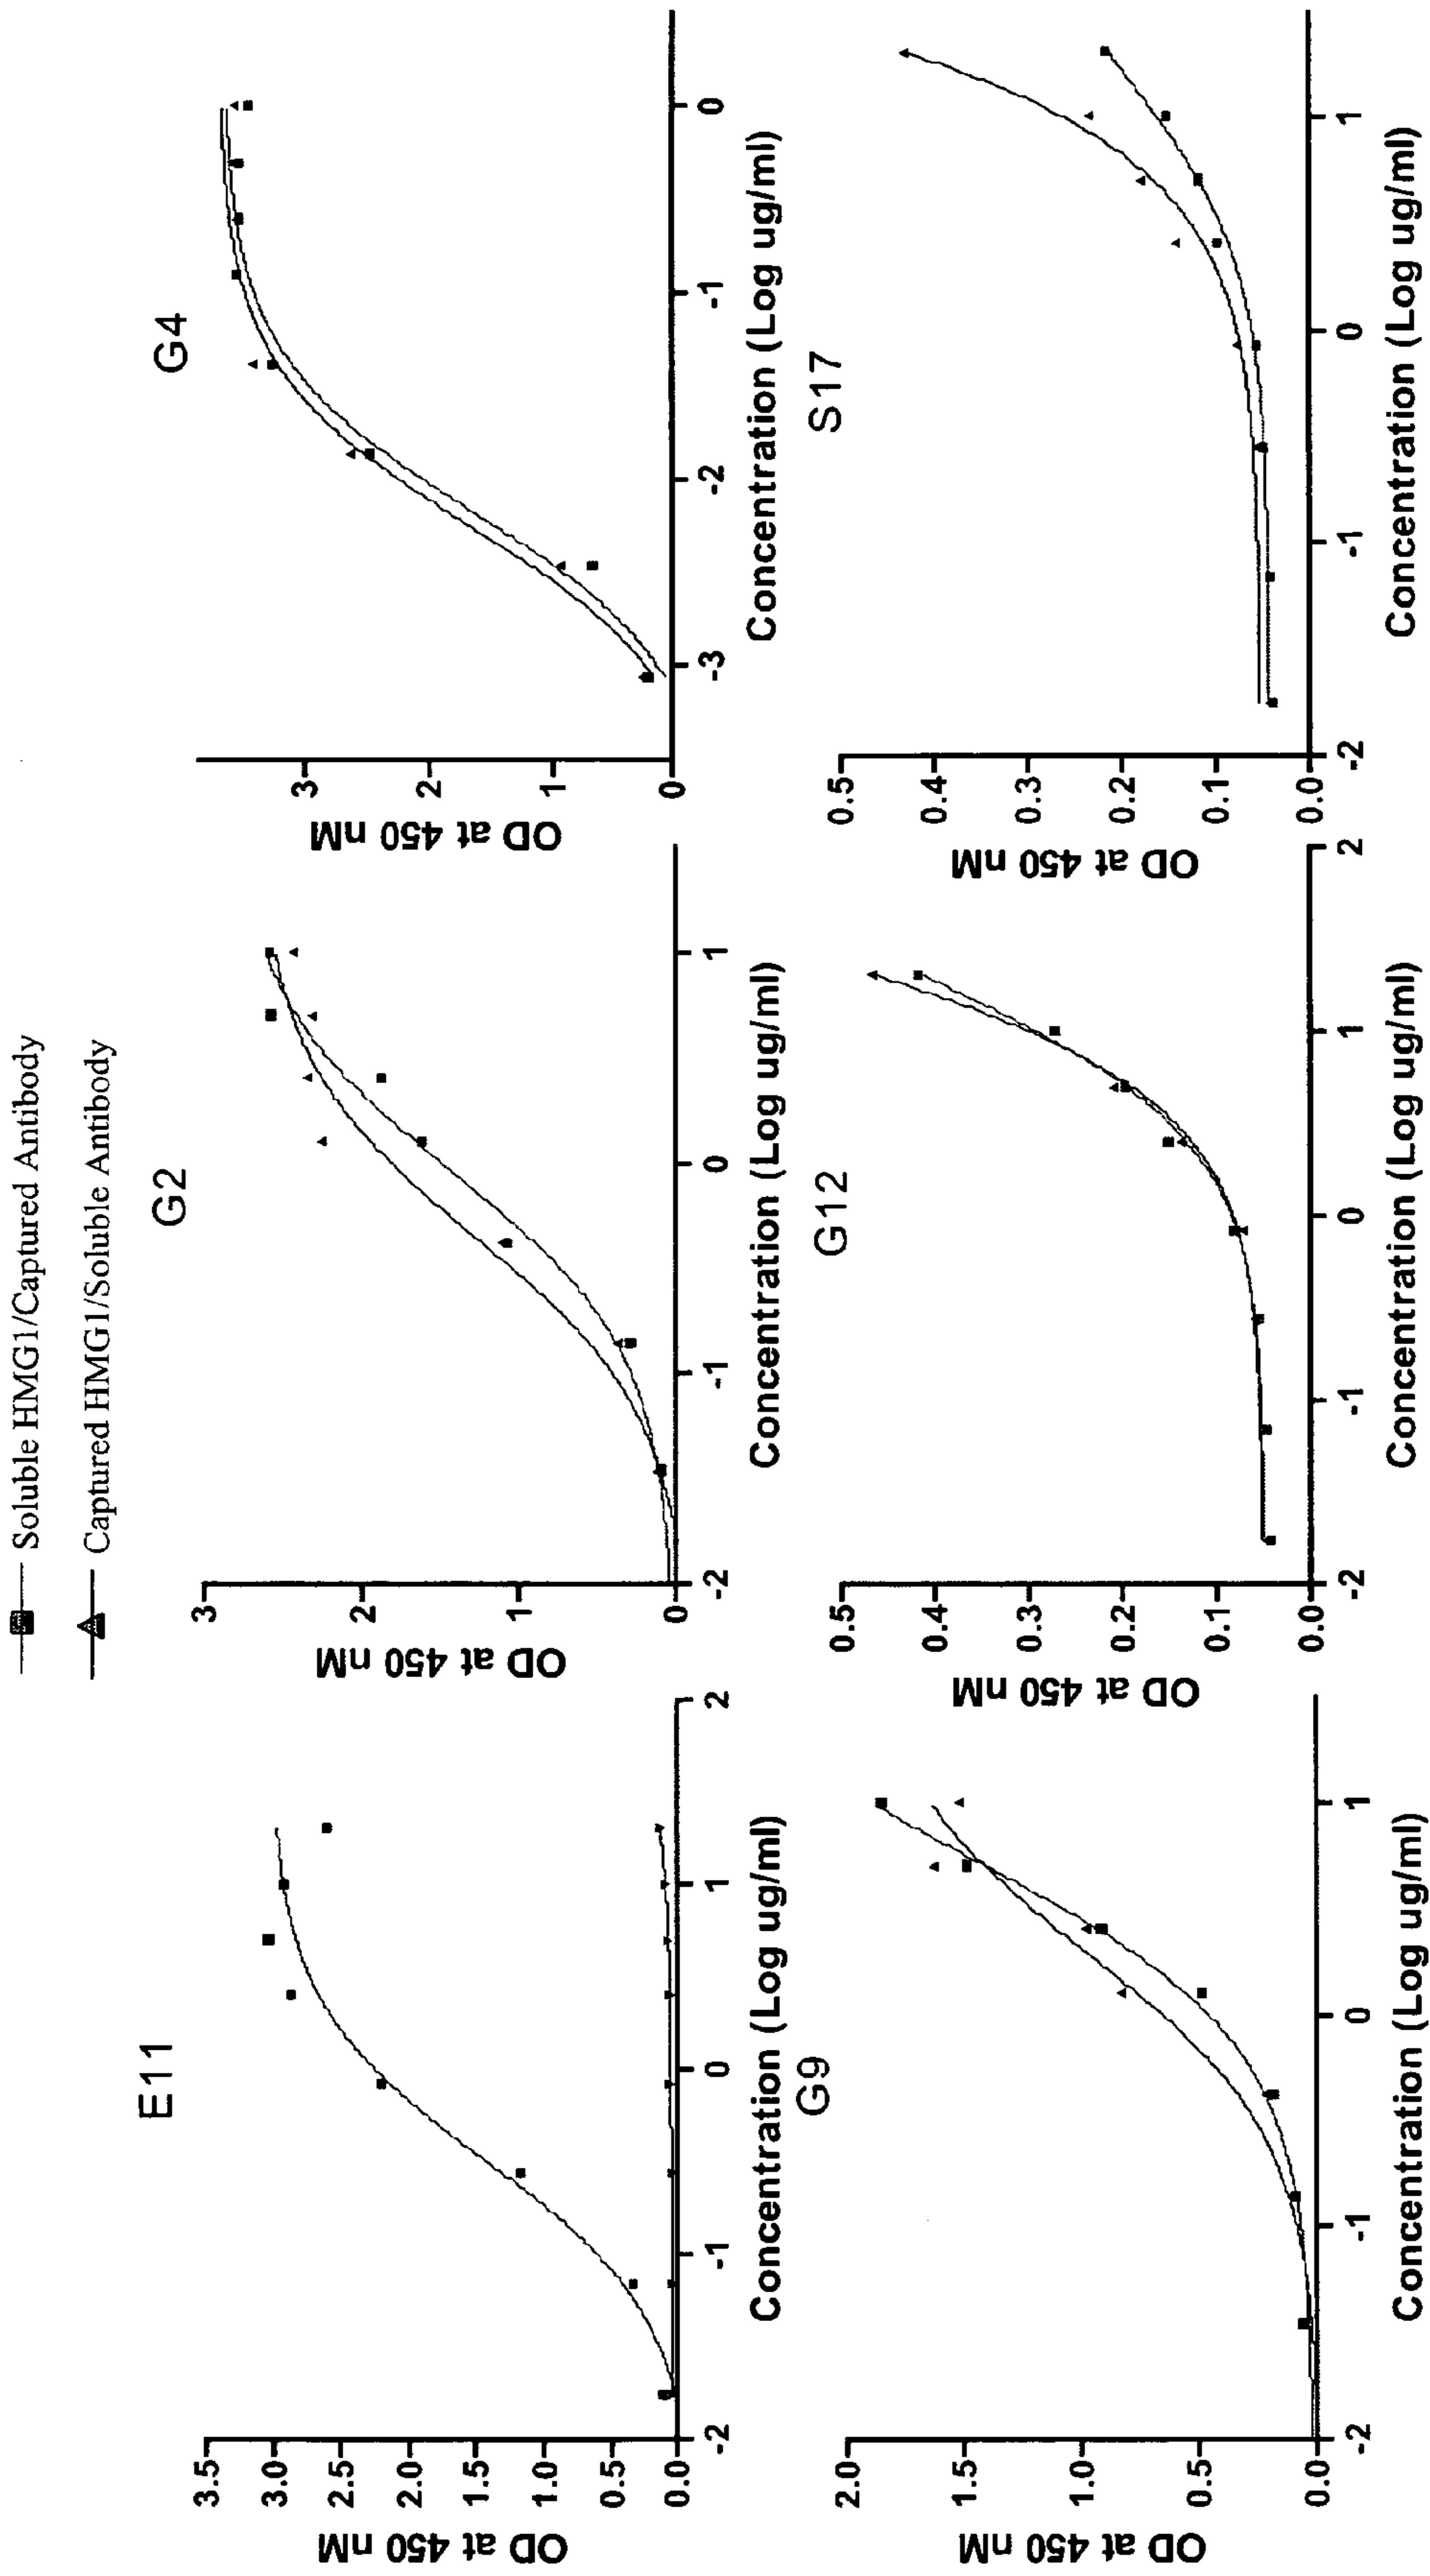 Soluble HMG1/Captured Antibody
Captured HMG1/Soluble Antibody
E11
3.5
3.0
2.5
2.0
1.5
1.0
0.5
0.0
OD at 450 nM
-2
-1
0
1
2
Concentration (Log ug/ml)
G2
3
2
1
0
OD at 450 nM
-2
-1
0
1
Concentration (Log ug/ml)
G4
3
2
1
0
OD at 450 nM
-3
-2
-1
0
Concentration (Log ug/ml)
G9
2.0
1.5
1.0
0.5
0.0
OD at 450 nM
-2
-1
0
1
Concentration (Log ug/ml)
G12
0.5
0.4
0.3
0.2
0.1
0.0
OD at 450 nM
-2
-1
0
1
2
Concentration (Log ug/ml)
S17
0.5
0.4
0.3
0.2
0.1
0.0
OD at 450 nM
-2
-1
0
1
Concentration (Log ug/ml)